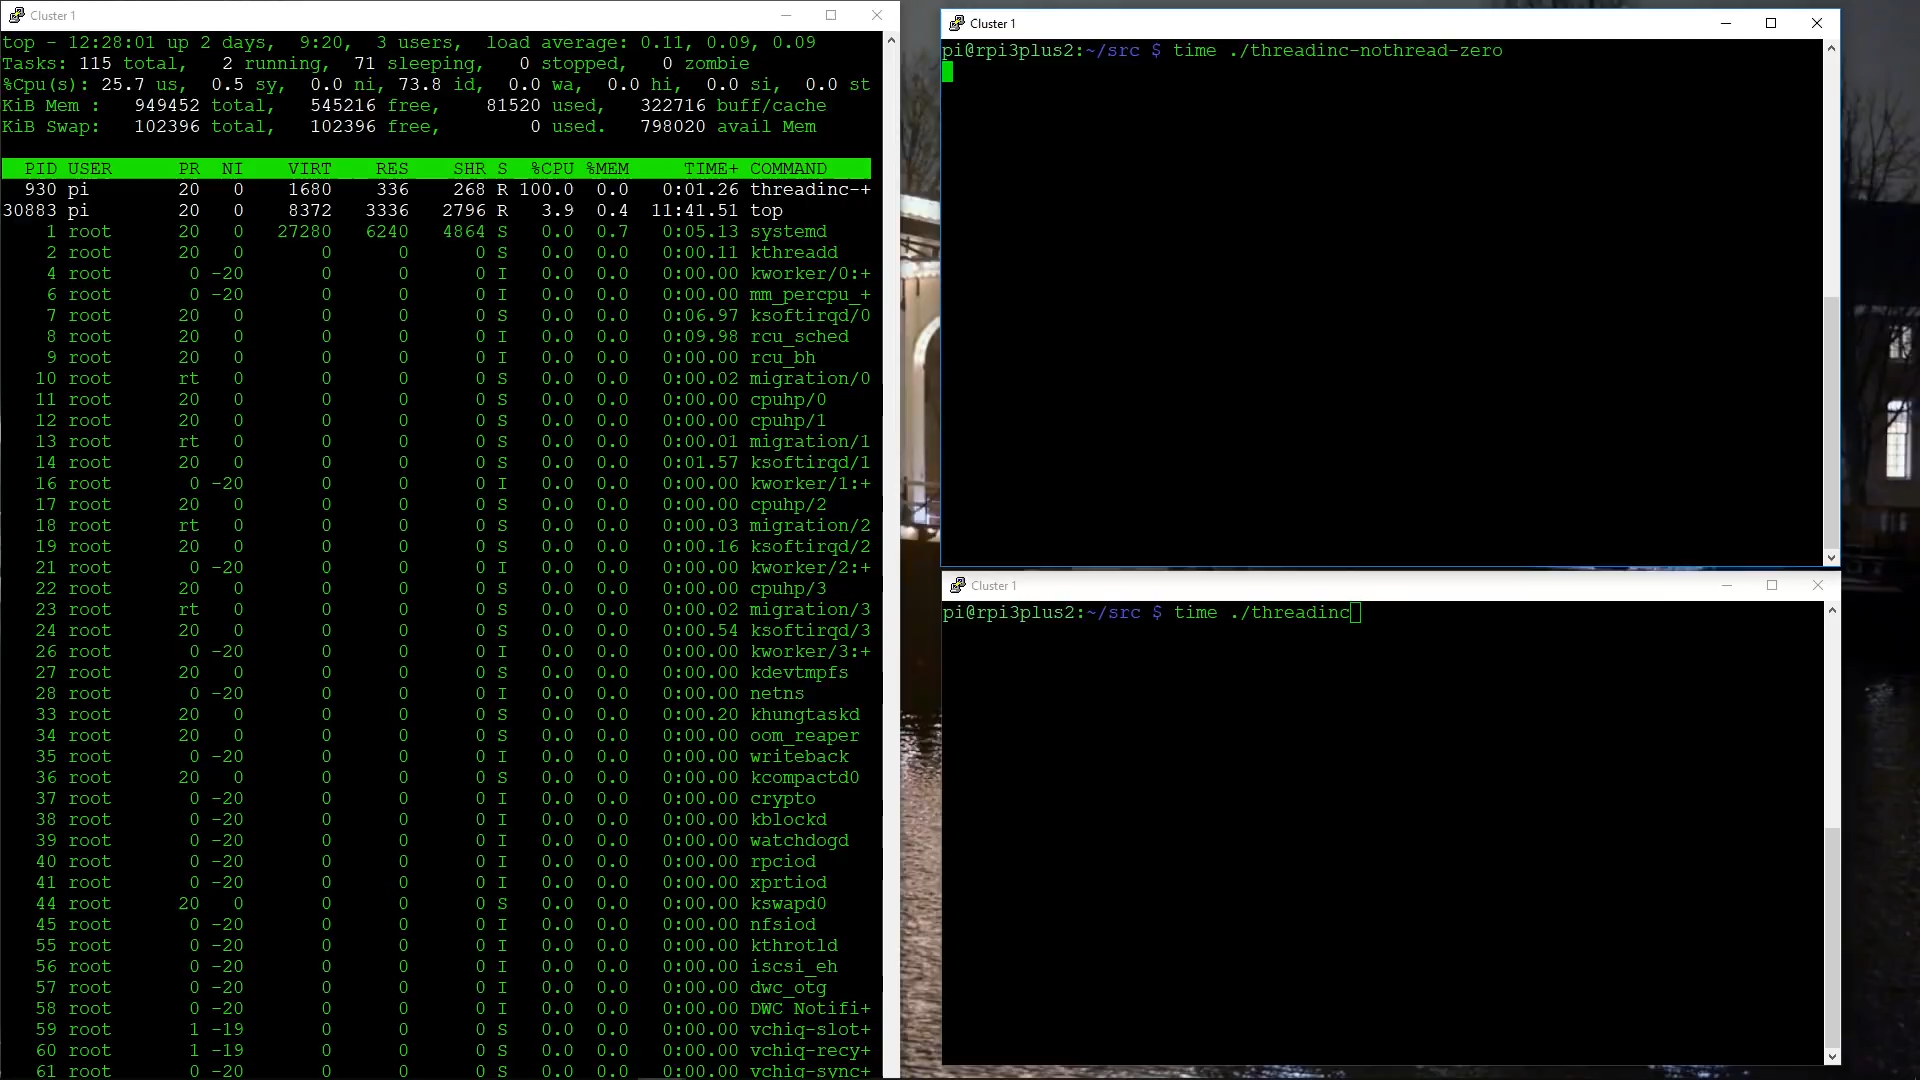 Cluster 1
top - 12:28:01 up 2 days,  9:20,  3 users,  load average: 0.11, 0.09, 0.09
Tasks: 115 total,   2 running,  71 sleeping,   0 stopped,   0 zombie
%Cpu(s): 25.7 us,  0.5 sy,  0.0 ni, 73.8 id,  0.0 wa,  0.0 hi,  0.0 si,  0.0 st
KiB Mem :   949452 total,   545216 free,    81520 used,   322716 buff/cache
KiB Swap:   102396 total,   102396 free,        0 used.   798020 avail Mem
PID USER      PR  NI    VIRT    RES    SHR S  %CPU %MEM     TIME+ COMMAND
930 pi        20   0    1680    336    268 R 100.0  0.0   0:01.26 threadinc-+
30883 pi        20   0    8372   3336   2796 R   3.9  0.4  11:41.51 top
1 root      20   0   27280   6240   4864 S   0.0  0.7   0:05.13 systemd
2 root      20   0       0      0      0 S   0.0  0.0   0:00.11 kthreadd
4 root       0 -20       0      0      0 I   0.0  0.0   0:00.00 kworker/0:+
6 root       0 -20       0      0      0 I   0.0  0.0   0:00.00 mm_percpu_+
7 root      20   0       0      0      0 S   0.0  0.0   0:06.97 ksoftirqd/0
8 root      20   0       0      0      0 I   0.0  0.0   0:09.98 rcu_sched
9 root      20   0       0      0      0 I   0.0  0.0   0:00.00 rcu_bh
10 root      rt   0       0      0      0 S   0.0  0.0   0:00.02 migration/0
11 root      20   0       0      0      0 S   0.0  0.0   0:00.00 cpuhp/0
12 root      20   0       0      0      0 S   0.0  0.0   0:00.00 cpuhp/1
13 root      rt   0       0      0      0 S   0.0  0.0   0:00.01 migration/1
14 root      20   0       0      0      0 S   0.0  0.0   0:01.57 ksoftirqd/1
16 root       0 -20       0      0      0 I   0.0  0.0   0:00.00 kworker/1:+
17 root      20   0       0      0      0 S   0.0  0.0   0:00.00 cpuhp/2
18 root      rt   0       0      0      0 S   0.0  0.0   0:00.03 migration/2
19 root      20   0       0      0      0 S   0.0  0.0   0:00.16 ksoftirqd/2
21 root       0 -20       0      0      0 I   0.0  0.0   0:00.00 kworker/2:+
22 root      20   0       0      0      0 S   0.0  0.0   0:00.00 cpuhp/3
23 root      rt   0       0      0      0 S   0.0  0.0   0:00.02 migration/3
24 root      20   0       0      0      0 S   0.0  0.0   0:00.54 ksoftirqd/3
26 root       0 -20       0      0      0 I   0.0  0.0   0:00.00 kworker/3:+
27 root      20   0       0      0      0 S   0.0  0.0   0:00.00 kdevtmpfs
28 root       0 -20       0      0      0 I   0.0  0.0   0:00.00 netns
33 root      20   0       0      0      0 S   0.0  0.0   0:00.20 khungtaskd
34 root      20   0       0      0      0 S   0.0  0.0   0:00.00 oom_reaper
35 root       0 -20       0      0      0 I   0.0  0.0   0:00.00 writeback
36 root      20   0       0      0      0 S   0.0  0.0   0:00.00 kcompactd0
37 root       0 -20       0      0      0 I   0.0  0.0   0:00.00 crypto
38 root       0 -20       0      0      0 I   0.0  0.0   0:00.00 kblockd
39 root       0 -20       0      0      0 I   0.0  0.0   0:00.00 watchdogd
40 root       0 -20       0      0      0 I   0.0  0.0   0:00.00 rpciod
41 root       0 -20       0      0      0 I   0.0  0.0   0:00.00 xprtiod
44 root      20   0       0      0      0 S   0.0  0.0   0:00.00 kswapd0
45 root       0 -20       0      0      0 I   0.0  0.0   0:00.00 nfsiod
55 root       0 -20       0      0      0 I   0.0  0.0   0:00.00 kthrotld
56 root       0 -20       0      0      0 I   0.0  0.0   0:00.00 iscsi_eh
57 root       0 -20       0      0      0 I   0.0  0.0   0:00.00 dwc_otg
58 root       0 -20       0      0      0 I   0.0  0.0   0:00.00 DWC Notifi+
59 root       1 -19       0      0      0 S   0.0  0.0   0:00.00 vchiq-slot+
60 root       1 -19       0      0      0 S   0.0  0.0   0:00.00 vchiq-recy+
61 root       0 -20       0      0      0 S   0.0  0.0   0:00.00 vchiq-sync+
Cluster 1
pi@rpi3plus2:~/src $ time ./threadinc-nothread-zero
Cluster 1
pi@rpi3plus2:~/src $ time ./threadinc